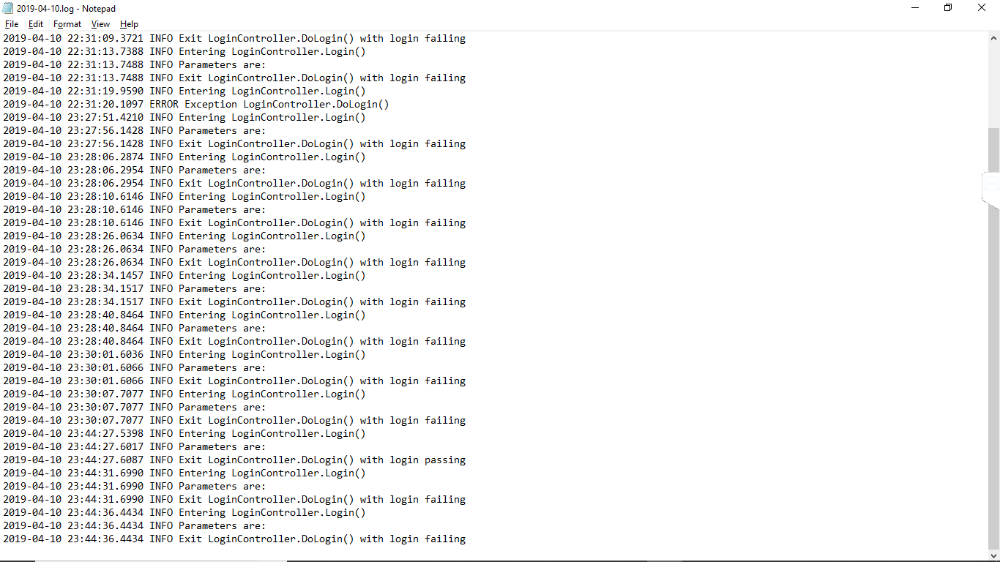 2019-04-10.log - Notepad
File Edit Format View Help
2019-04-10 22:31:09.3721 INFO Exit LoginController.DoLogin() with login failing
2019-04-10 22:31:13.7388 INFO Entering LoginController.Login()
2019-04-10 22:31:13.7488 INFO Parameters are:
2019-04-10 22:31:13.7488 INFO Exit LoginController.DoLogin() with login failing
2019-04-10 22:31:19.9590 INFO Entering LoginController.Login()
2019-04-10 22:31:20.1097 ERROR Exception LoginController.DoLogin()
2019-04-10 23:27:51.4210 INFO Entering LoginController.Login()
2019-04-10 23:27:56.1428 INFO Parameters are:
2019-04-10 23:27:56.1428 INFO Exit LoginController.DoLogin() with login failing
2019-04-10 23:28:06.2874 INFO Entering LoginController.Login()
2019-04-10 23:28:06.2954 INFO Parameters are:
2019-04-10 23:28:06.2954 INFO Exit LoginController.DoLogin() with login failing
2019-04-10 23:28:10.6146 INFO Entering LoginController.Login()
2019-04-10 23:28:10.6146 INFO Parameters are:
2019-04-10 23:28:10.6146 INFO Exit LoginController.DoLogin() with login failing
2019-04-10 23:28:26.0634 INFO Entering LoginController.Login()
2019-04-10 23:28:26.0634 INFO Parameters are:
2019-04-10 23:28:26.0634 INFO Exit LoginController.DoLogin() with login failing
2019-04-10 23:28:34.1457 INFO Entering LoginController.Login()
2019-04-10 23:28:34.1517 INFO Parameters are:
2019-04-10 23:28:34.1517 INFO Exit LoginController.DoLogin() with login failing
2019-04-10 23:28:40.8464 INFO Entering LoginController.Login()
2019-04-10 23:28:40.8464 INFO Parameters are:
2019-04-10 23:28:40.8464 INFO Exit LoginController.DoLogin() with login failing
2019-04-10 23:30:01.6036 INFO Entering LoginController.Login()
2019-04-10 23:30:01.6066 INFO Parameters are:
2019-04-10 23:30:01.6066 INFO Exit LoginController.DoLogin() with login failing
2019-04-10 23:30:07.7077 INFO Entering LoginController.Login()
2019-04-10 23:30:07.7077 INFO Parameters are:
2019-04-10 23:30:07.7077 INFO Exit LoginController.DoLogin() with login failing
2019-04-10 23:44:27.5398 INFO Entering LoginController.Login()
2019-04-10 23:44:27.6017 INFO Parameters are:
2019-04-10 23:44:27.6087 INFO Exit LoginController.DoLogin() with login passing
2019-04-10 23:44:31.6990 INFO Entering LoginController.Login()
2019-04-10 23:44:31.6990 INFO Parameters are:
2019-04-10 23:44:31.6990 INFO Exit LoginController.DoLogin() with login failing
2019-04-10 23:44:36.4434 INFO Entering LoginController.Login()
2019-04-10 23:44:36.4434 INFO Parameters are:
2019-04-10 23:44:36.4434 INFO Exit LoginController.DoLogin() with login failing